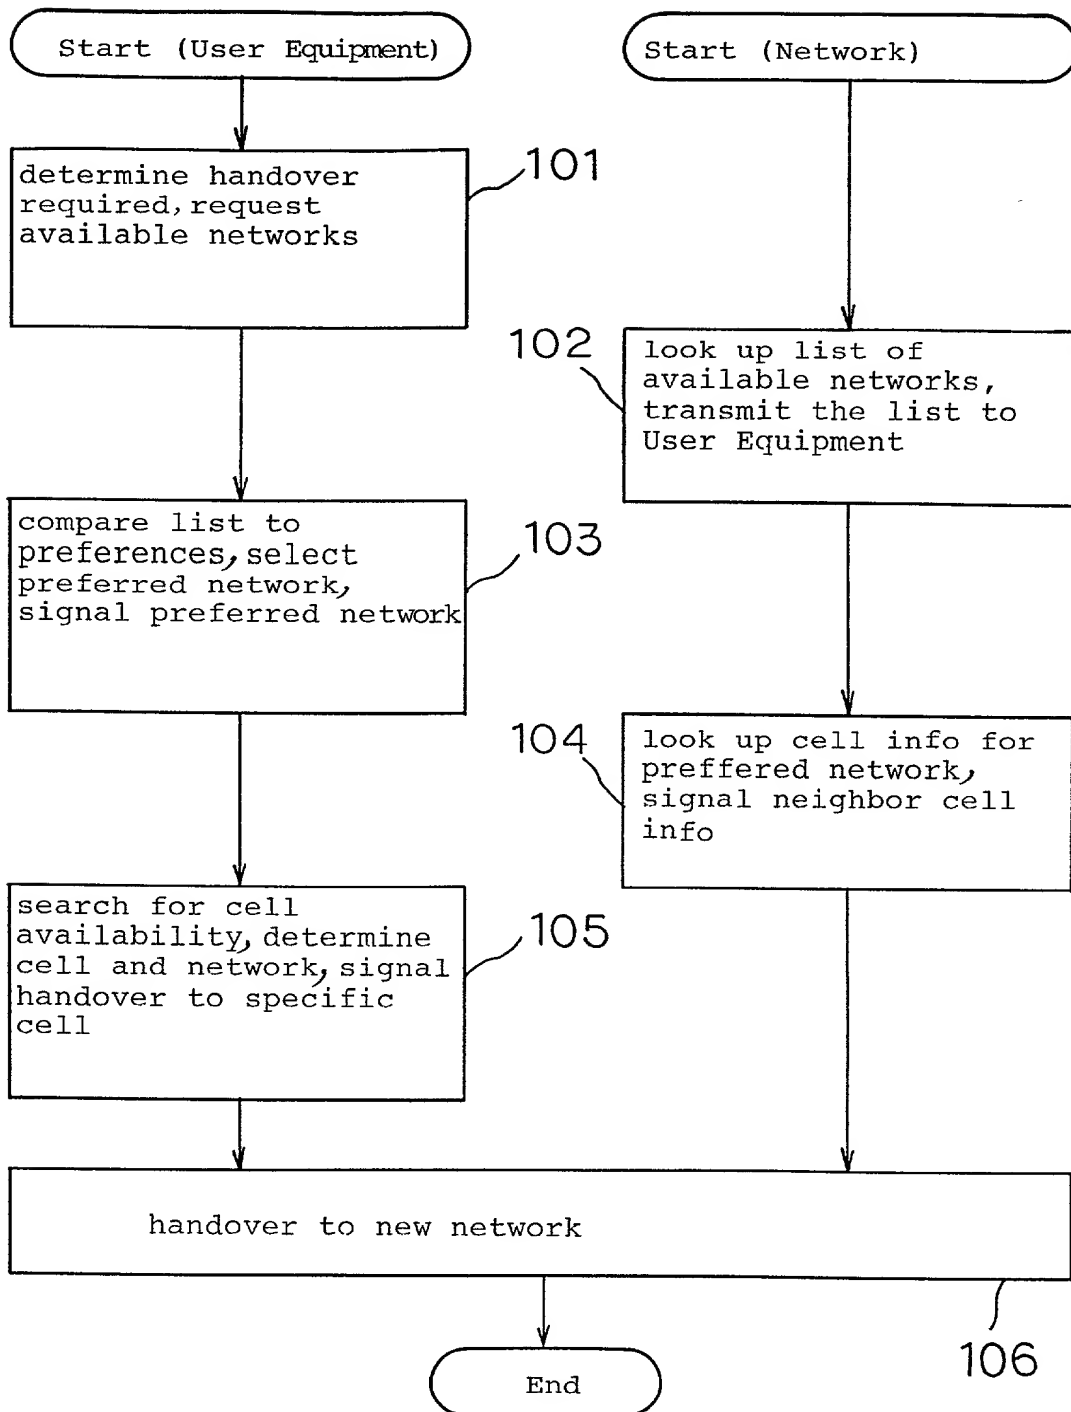 Start (User Equipment)
Start (Network)
101
determine handover
required, request
available networks
102
look up list of
available networks,
transmit the list to
User Equipment
103
compare list to
preferences, select
preferred network,
signal preferred network
104
look up cell info for
preffered network,
signal neighbor cell
info
105
search for cell
availability, determine
cell and network, signal
handover to specific
cell
handover to new network
106
End